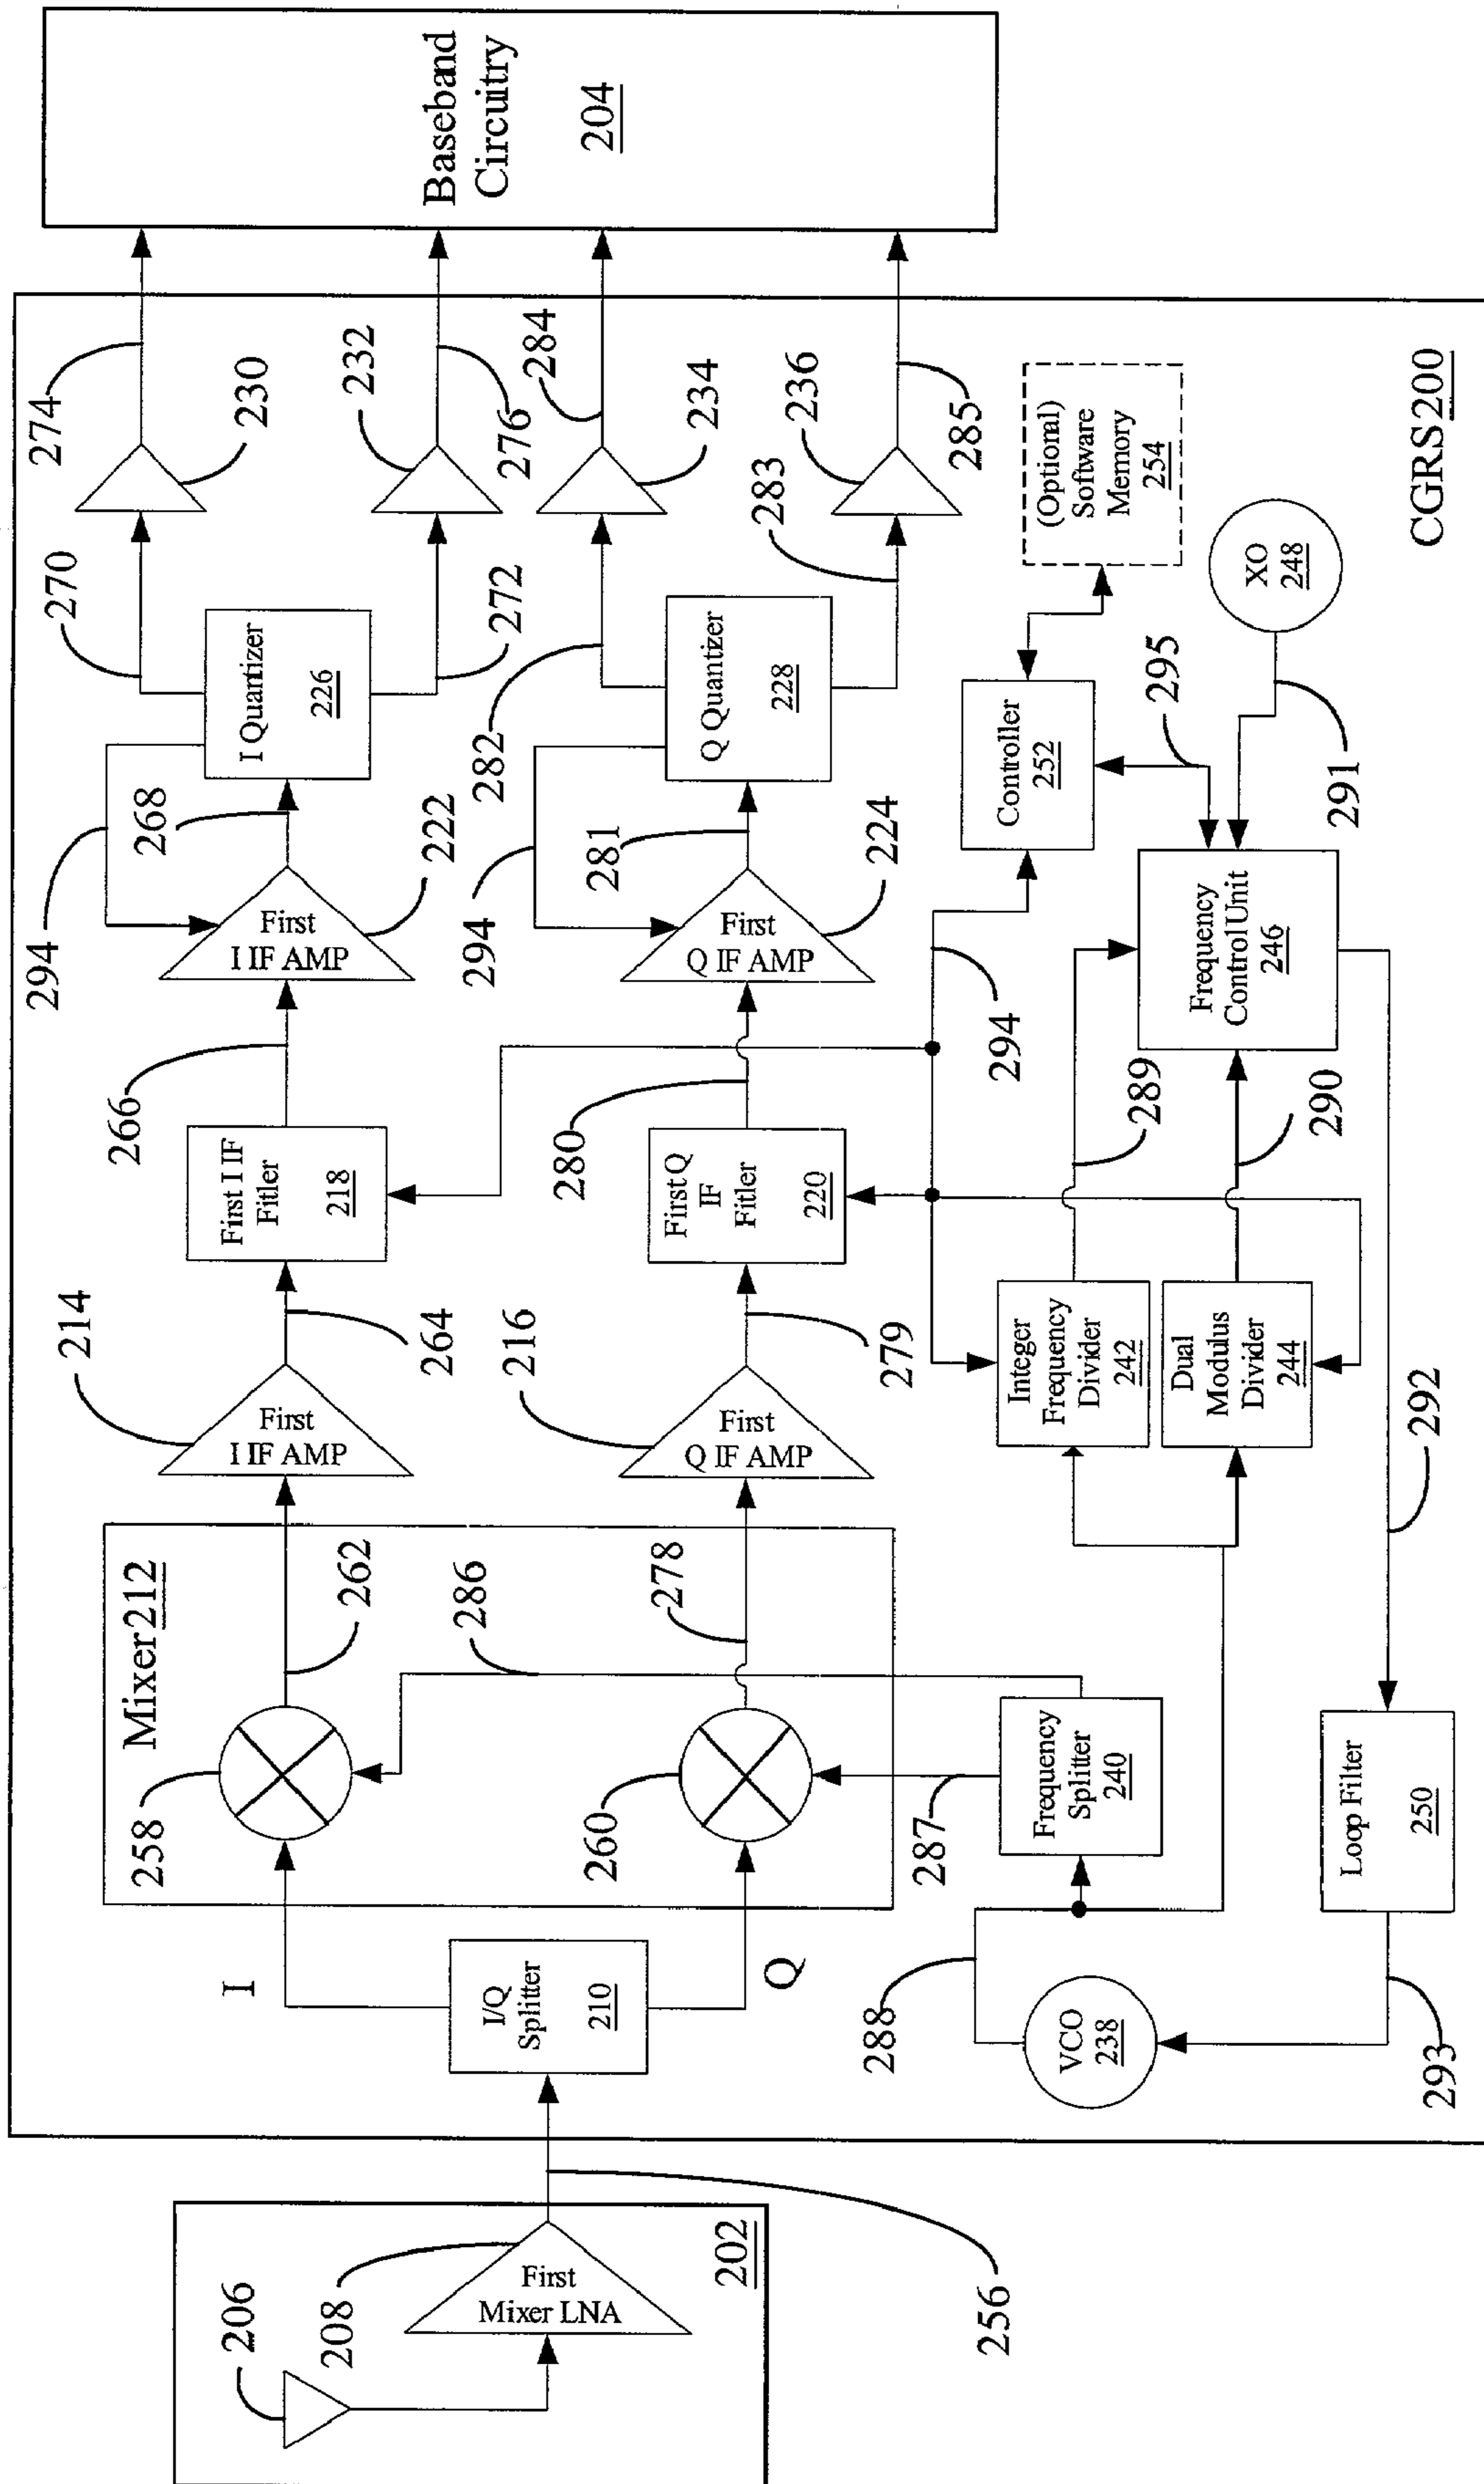 206
208
First
Mixer LNA
202
256
I
I/Q
Splitter
210
Q
Mixer 212
258
262
260
278
286
287
Frequency
Splitter
240
288
VCO
238
293
Loop Filter
250
292
214
First
I IF AMP
264
216
First
Q IF AMP
279
First I IF
Fitler
218
266
First Q
IF
Fitler
220
280
Integer
Frequency
Divider
242
Dual
Modulus
Divider
244
289
290
294
First
I IF AMP
222
268
294
First
Q IF AMP
224
281
294
Frequency
Control Unit
246
I Quantizer
226
270
272
Q Quantizer
228
282
283
Controller
252
295
291
XO
248
(Optional)
Software
Memory
254
274
230
232
276
284
234
236
285
CGRS 200
Baseband
Circuitry
204